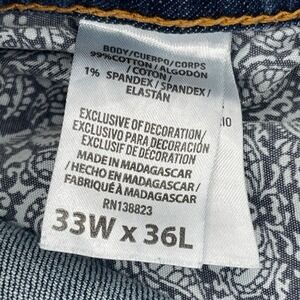 BODY/CUERPO/CORPS
99%COTTON/ALGODÓN
/COTON/
1% SPANDEX/SPANDEX/
ELASTÁN
EXCLUSIVE OF DECORATION/
EXCLUSIVO PARA DECORACIÓN
EXCLUSIF DE DÉCORATION
MADE IN MADAGASCAR
/ HECHO EN MADAGASCAR/
FABRIQUÉ À MADAGASCAR
RN138823
33W x 36L